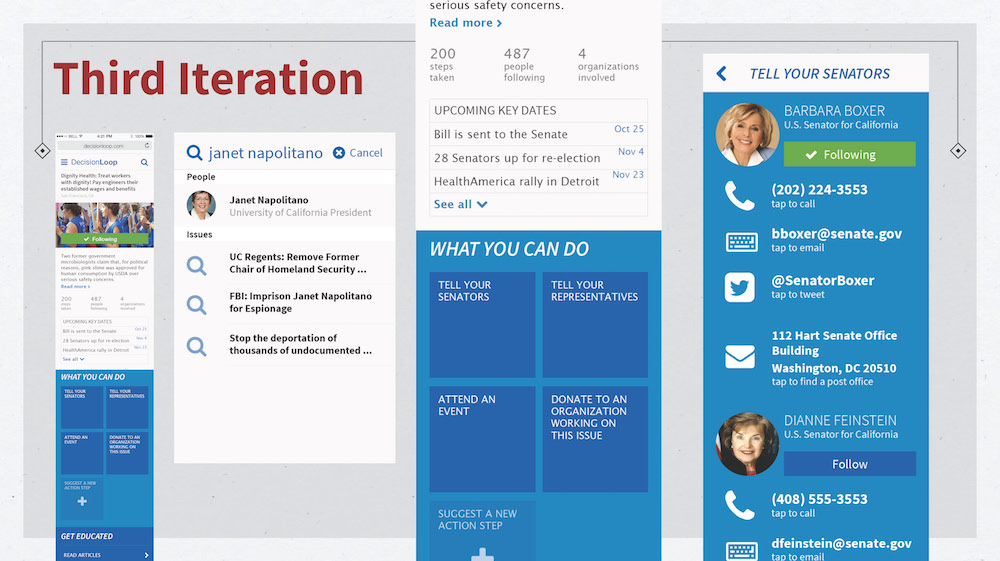 Third Iteration
BELL
4:21 PM
100%
decisionloop.com
DecisionLoop
Dignity Health: Treat workers
with dignity! Pay engineers their
established wages and benefits
San Francisco, CA
Following
Two former government
microbiologists claim that, for political
reasons, pink slime was approved for
human consumption by USDA over
serious safety concerns.
Read more >
200
steps
taken
487
people
following
4
organizations
involved
UPCOMING KEY DATES
Bill is sent to the Senate Oct 25
28 Senators up for re-election Nov 4
HealthAmerica rally in Detroit Nov 23
See all
WHAT YOU CAN DO
TELL YOUR
SENATORS
TELL YOUR
REPRESENTATIVES
ATTEND AN
EVENT
DONATE TO AN
ORGANIZATION
WORKING ON
THIS ISSUE
SUGGEST A NEW
ACTION STEP
GET EDUCATED
READ ARTICLES
janet napolitano Cancel
People
Janet Napolitano
University of California President
Issues
UC Regents: Remove Former
Chair of Homeland Security ...
FBI: Imprison Janet Napolitano
for Espionage
Stop the deportation of
thousands of undocumented ...
serious safety concerns.
Read more >
200
steps
taken
487
people
following
4
organizations
involved
UPCOMING KEY DATES
Bill is sent to the Senate Oct 25
28 Senators up for re-election Nov 4
HealthAmerica rally in Detroit Nov 23
See all
WHAT YOU CAN DO
TELL YOUR
SENATORS
TELL YOUR
REPRESENTATIVES
ATTEND AN
EVENT
DONATE TO AN
ORGANIZATION
WORKING ON
THIS ISSUE
SUGGEST A NEW
ACTION STEP
TELL YOUR SENATORS
BARBARA BOXER
U.S. Senator for California
Following
(202) 224-3553
tap to call
bboxer@senate.gov
tap to email
@SenatorBoxer
tap to tweet
112 Hart Senate Office
Building
Washington, DC 20510
tap to find a post office
DIANNE FEINSTEIN
U.S. Senator for California
Follow
(408) 555-3553
tap to call
dfeinstein@senate.gov
tap to email